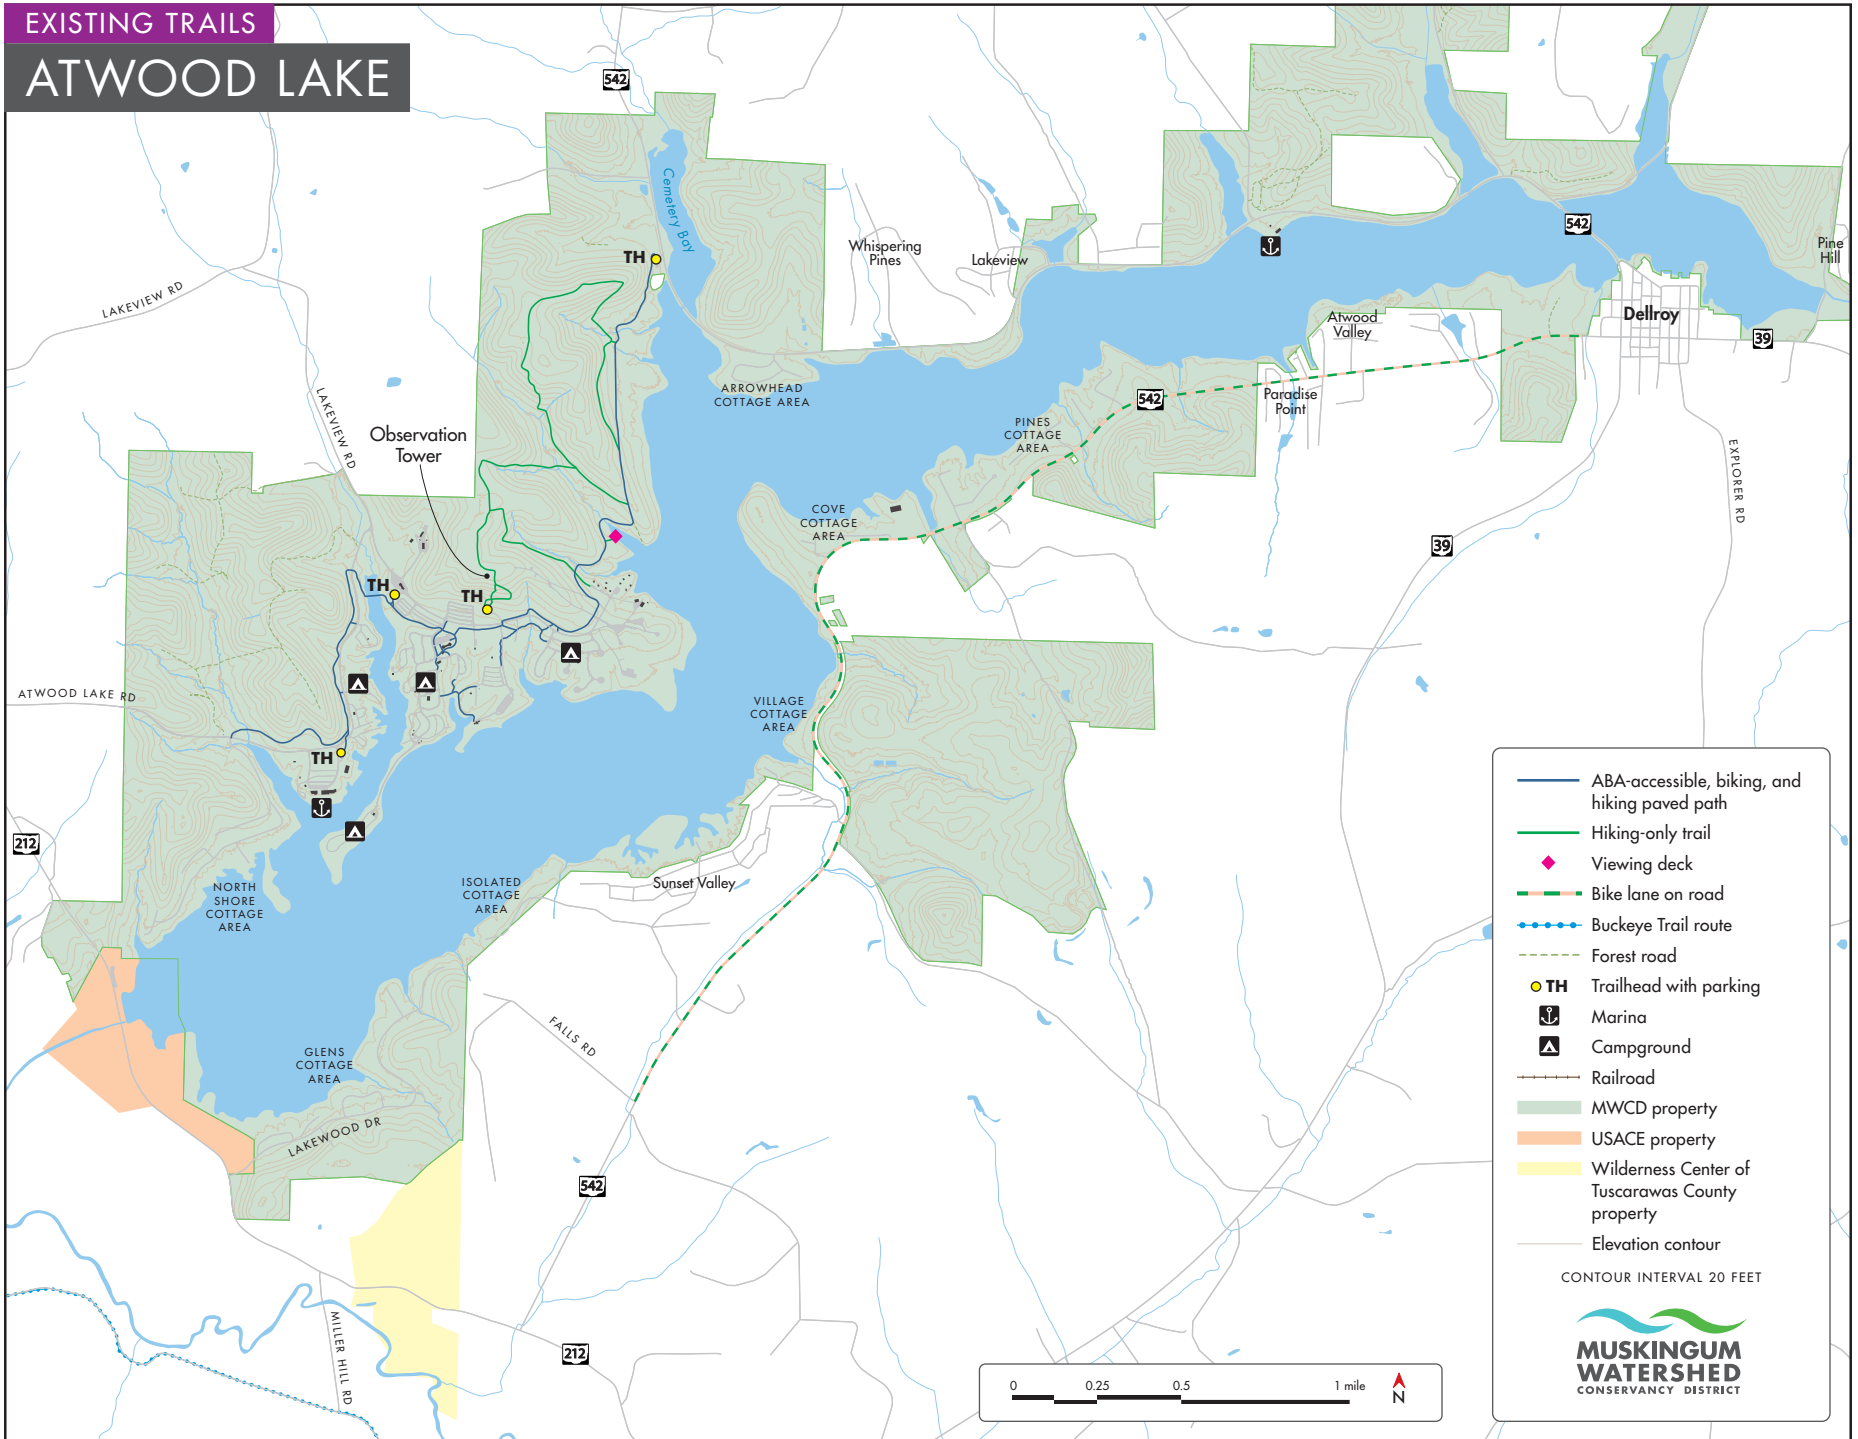 EXISTING TRAILS
ATWOOD LAKE
542
Cemetery Bay
TH
Whispering
Pines
Lakeview
542
Pine
Hill
LAKEVIEW RD
Atwood
Valley
Dellroy
39
ARROWHEAD
COTTAGE AREA
542
Paradise
Point
LAKEVIEW RD
Observation
Tower
PINES
COTTAGE
AREA
EXPLORER RD
COVE
COTTAGE
AREA
39
TH
TH
ATWOOD LAKE RD
VILLAGE
COTTAGE
AREA
TH
212
NORTH
SHORE
COTTAGE
AREA
ISOLATED
COTTAGE
AREA
Sunset Valley
FALLS RD
GLENS
COTTAGE
AREA
LAKEWOOD DR
542
MILLER HILL RD
212
ABA-accessible, biking, and
hiking paved path
Hiking-only trail
Viewing deck
Bike lane on road
Buckeye Trail route
Forest road
TH Trailhead with parking
Marina
Campground
Railroad
MWCD property
USACE property
Wilderness Center of
Tuscarawas County
property
Elevation contour
CONTOUR INTERVAL 20 FEET
MUSKINGUM
WATERSHED
CONSERVANCY DISTRICT
0 0.25 0.5 1 mile
N